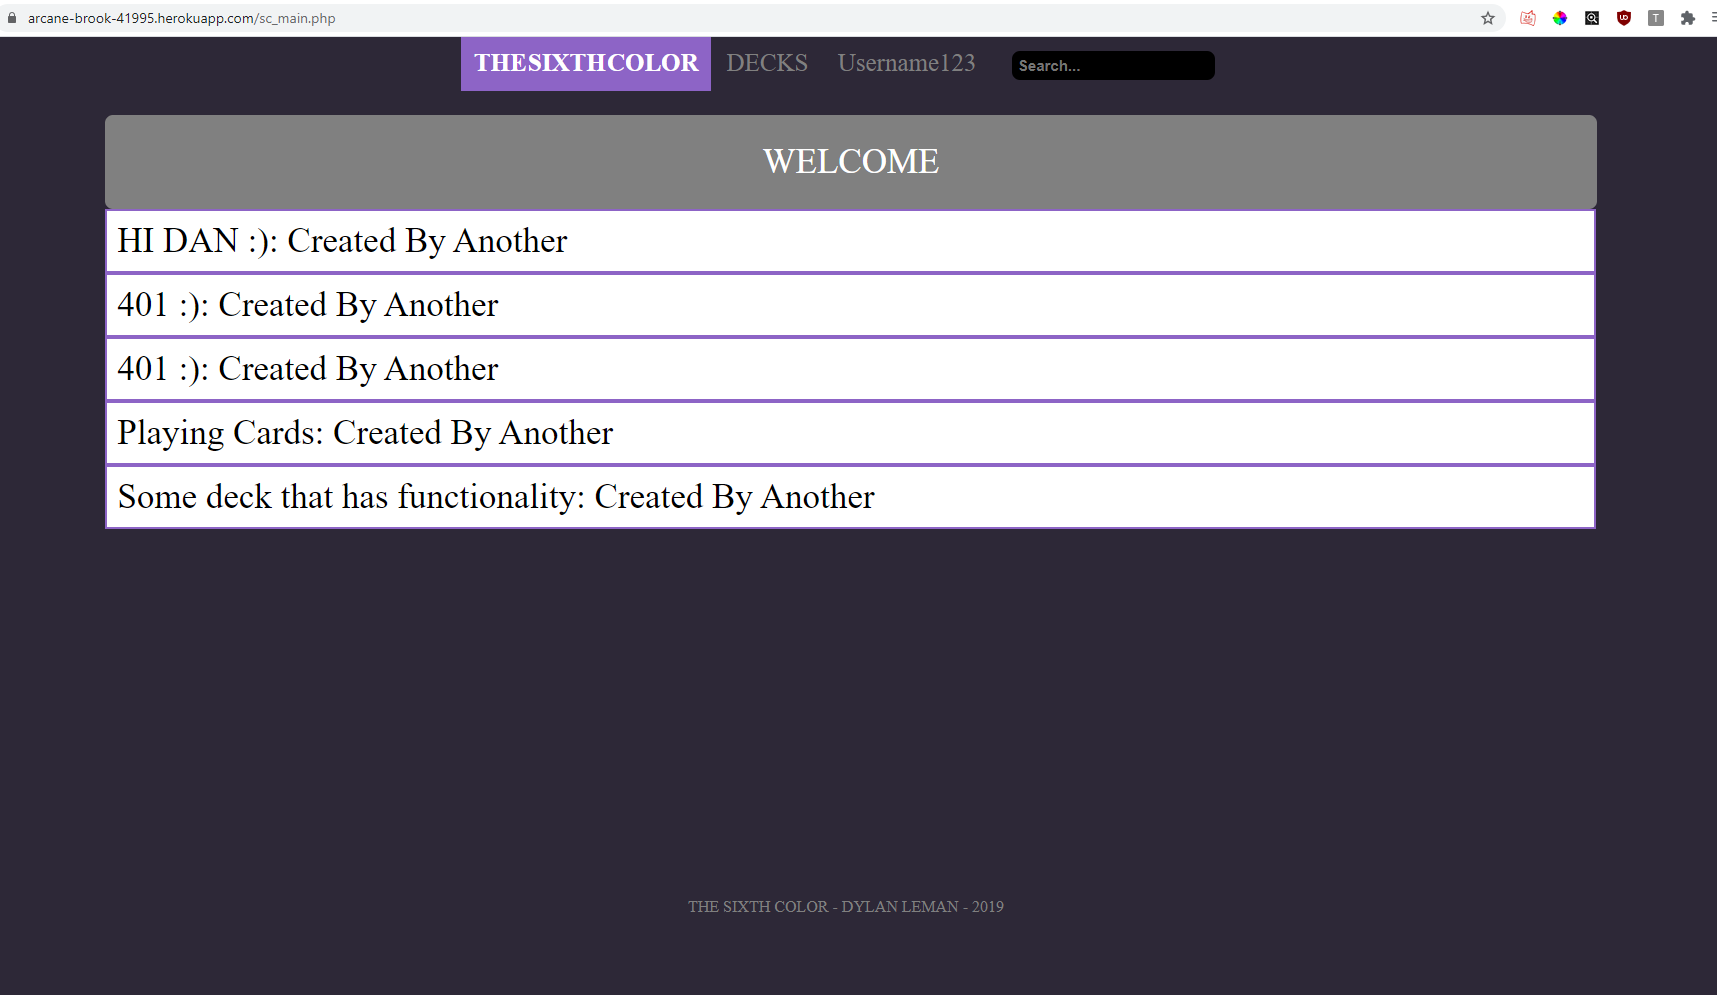 arcane-brook-41995.herokuapp.com/sc_main.php
THESIXTHCOLOR DECKS Username123 Search...
WELCOME
HI DAN :): Created By Another
401 :): Created By Another
401 :): Created By Another
Playing Cards: Created By Another
Some deck that has functionality: Created By Another
THE SIXTH COLOR - DYLAN LEMAN - 2019